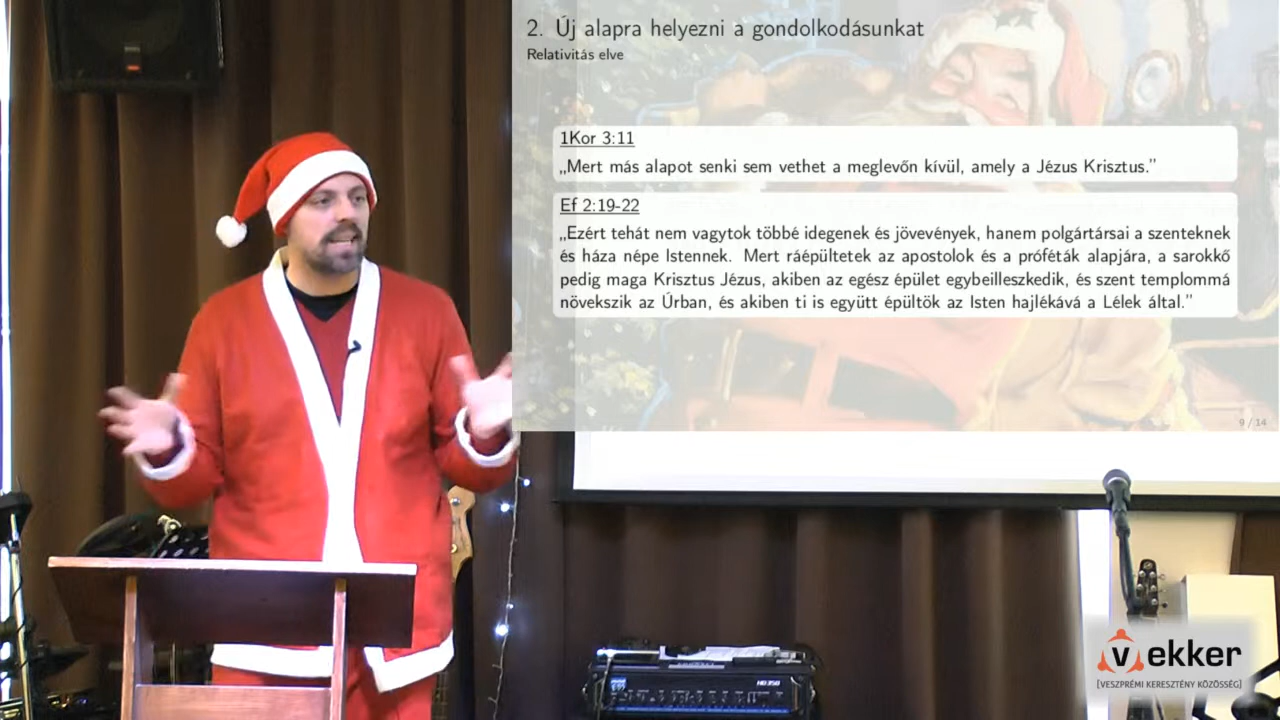 2. Új alapra helyezni a gondolkodásunkat
Relativitás elve
1Kor 3:11
„Mert más alapot senki sem vethet a meglevőn kívül, amely a Jézus Krisztus.”
Ef 2:19-22
„Ezért tehát nem vagytok többé idegenek és jövevények, hanem polgártársai a szenteknek
és háza népe Istennek. Mert ráépültetek az apostolok és a próféták alapjára, a sarokkő
pedig maga Krisztus Jézus, akiben az egész épület egybeilleszkedik, és szent templommá
növekszik az Úrban, és akiben ti is együtt épültök az Isten hajlékává a Lélek által.”
9 / 14
HD 350
vekker
[VESZPRÉMI KERESZTÉNY KÖZÖSSÉG]